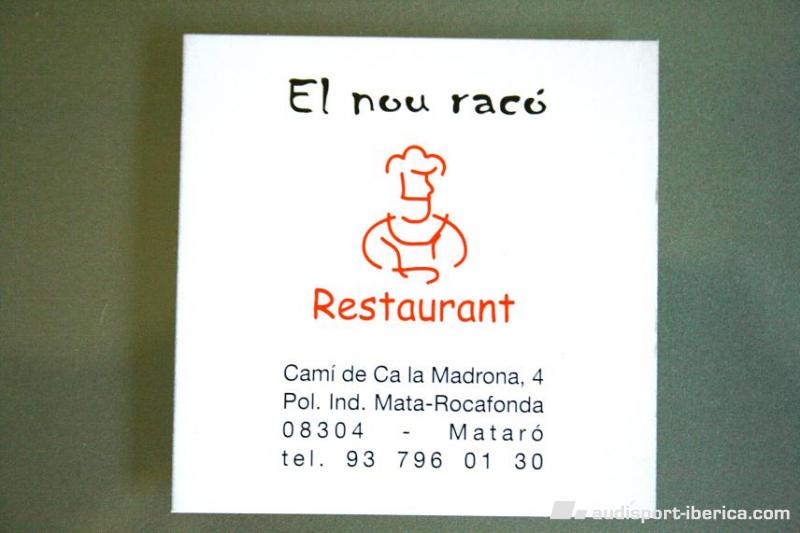 El nou racó
Restaurant
Camí de Ca la Madrona, 4
Pol. Ind. Mata-Rocafonda
08304 - Mataró
tel. 93 796 01 30
audisport-iberica.com